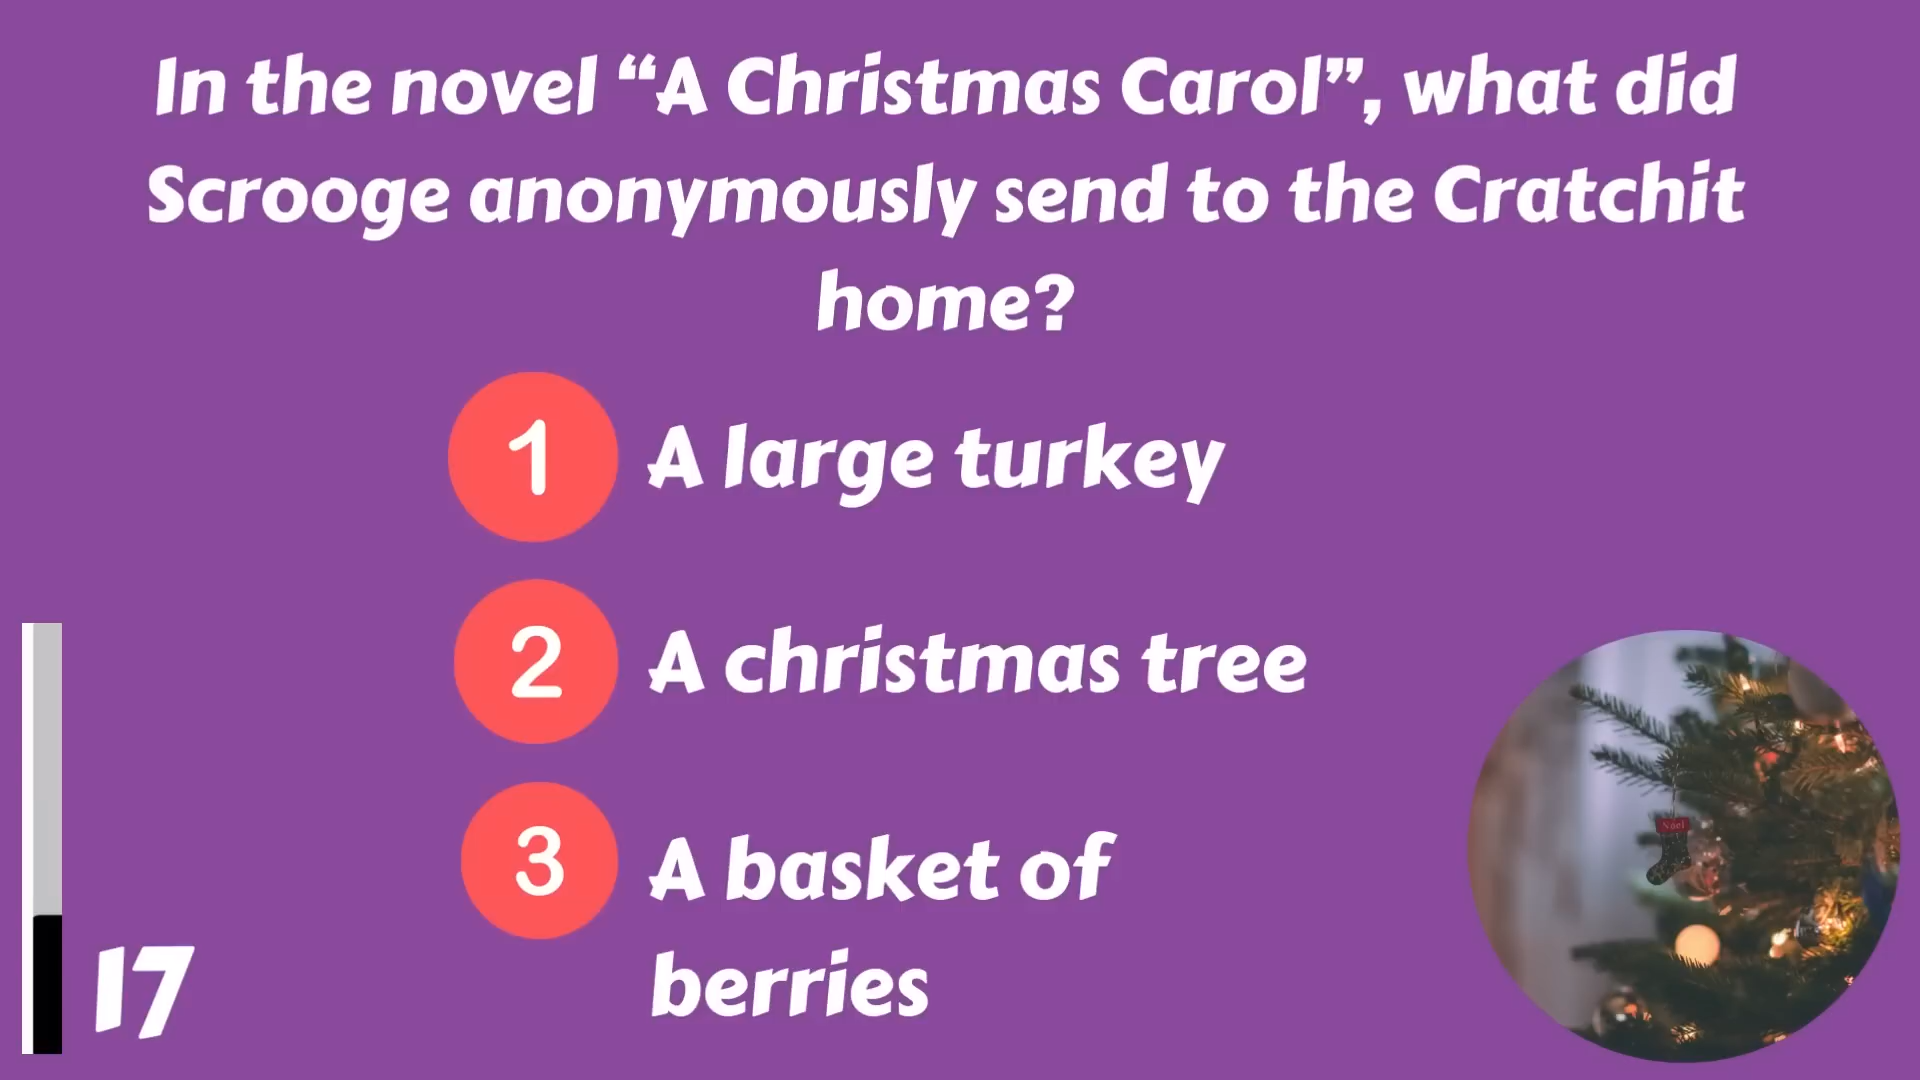 In the novel “A Christmas Carol”, what did
Scrooge anonymously send to the Cratchit
home?
1 A large turkey
2 A christmas tree
3 A basket of
berries
17
Noel